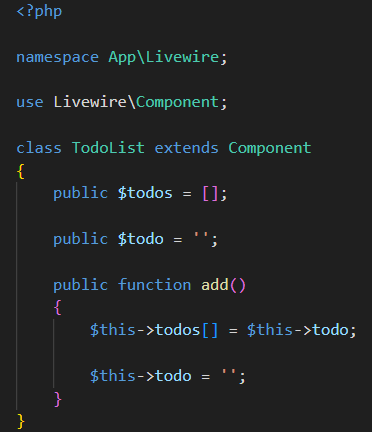 <?php
namespace App\Livewire;
use Livewire\Component;
class TodoList extends Component
{
    public $todos = [];
    public $todo = '';
    public function add()
    {
        $this->todos[] = $this->todo;
        $this->todo = '';
    }
}